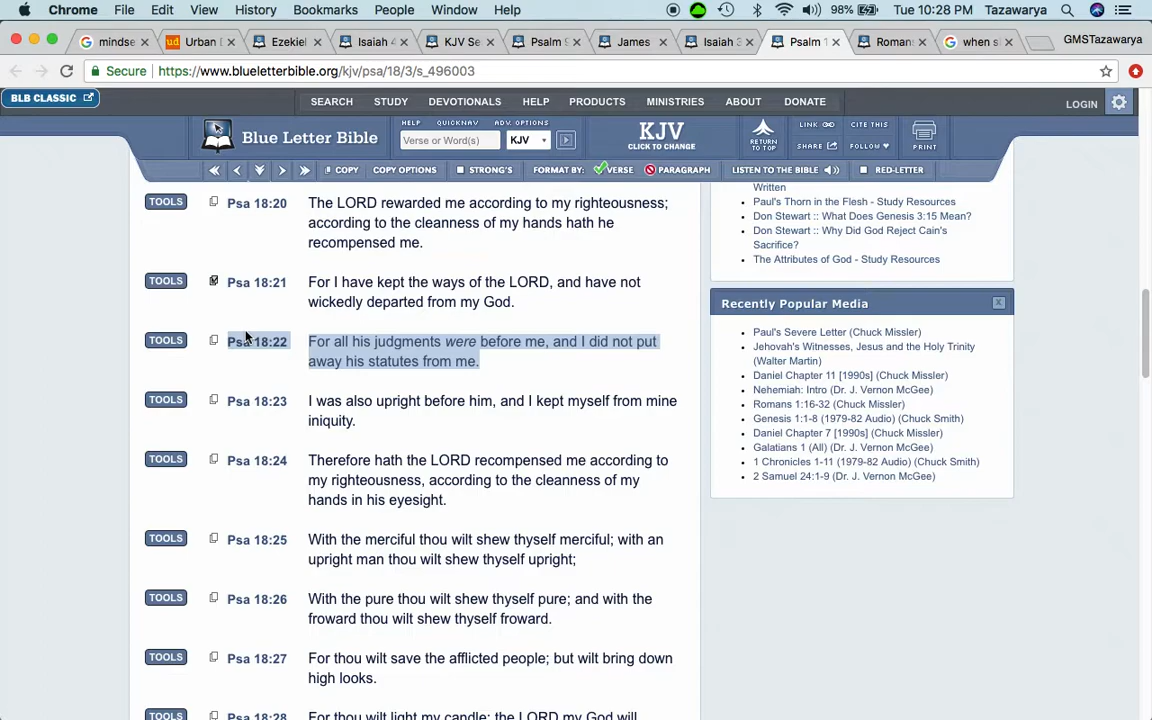 Chrome File Edit View History Bookmarks People Window Help 98% Tue 10:28 PM Tazawarya
mindse Urban D Ezekiel Isaiah 4 KJV Se Psalm 9 James Isaiah 3 Psalm 1 Romans when s GMSTazawarya
Secure https://www.blueletterbible.org/kjv/psa/18/3/s_496003
BLB CLASSIC
SEARCH STUDY DEVOTIONALS HELP PRODUCTS MINISTRIES ABOUT DONATE LOGIN
HELP QUICKNAV ADV. OPTIONS
Blue Letter Bible Verse or Word(s) KJV
KJV
CLICK TO CHANGE
RETURN
TO TOP
LINK CITE THIS
SHARE FOLLOW
PRINT
COPY COPY OPTIONS STRONG'S FORMAT BY: VERSE PARAGRAPH LISTEN TO THE BIBLE RED-LETTER
TOOLS Psa 18:20 The LORD rewarded me according to my righteousness;
according to the cleanness of my hands hath he
recompensed me.
TOOLS Psa 18:21 For I have kept the ways of the LORD, and have not
wickedly departed from my God.
TOOLS Psa 18:22 For all his judgments were before me, and I did not put
away his statutes from me.
TOOLS Psa 18:23 I was also upright before him, and I kept myself from mine
iniquity.
TOOLS Psa 18:24 Therefore hath the LORD recompensed me according to
my righteousness, according to the cleanness of my
hands in his eyesight.
TOOLS Psa 18:25 With the merciful thou wilt shew thyself merciful; with an
upright man thou wilt shew thyself upright;
TOOLS Psa 18:26 With the pure thou wilt shew thyself pure; and with the
froward thou wilt shew thyself froward.
TOOLS Psa 18:27 For thou wilt save the afflicted people; but wilt bring down
high looks.
TOOLS Psa 18:28 For thou wilt light my candle: the LORD my God will
Written
Paul's Thorn in the Flesh - Study Resources
Don Stewart :: What Does Genesis 3:15 Mean?
Don Stewart :: Why Did God Reject Cain's
Sacrifice?
The Attributes of God - Study Resources
Recently Popular Media
Paul's Severe Letter (Chuck Missler)
Jehovah's Witnesses, Jesus and the Holy Trinity
(Walter Martin)
Daniel Chapter 11 [1990s] (Chuck Missler)
Nehemiah: Intro (Dr. J. Vernon McGee)
Romans 1:16-32 (Chuck Missler)
Genesis 1:1-8 (1979-82 Audio) (Chuck Smith)
Daniel Chapter 7 [1990s] (Chuck Missler)
Galatians 1 (All) (Dr. J. Vernon McGee)
1 Chronicles 1-11 (1979-82 Audio) (Chuck Smith)
2 Samuel 24:1-9 (Dr. J. Vernon McGee)